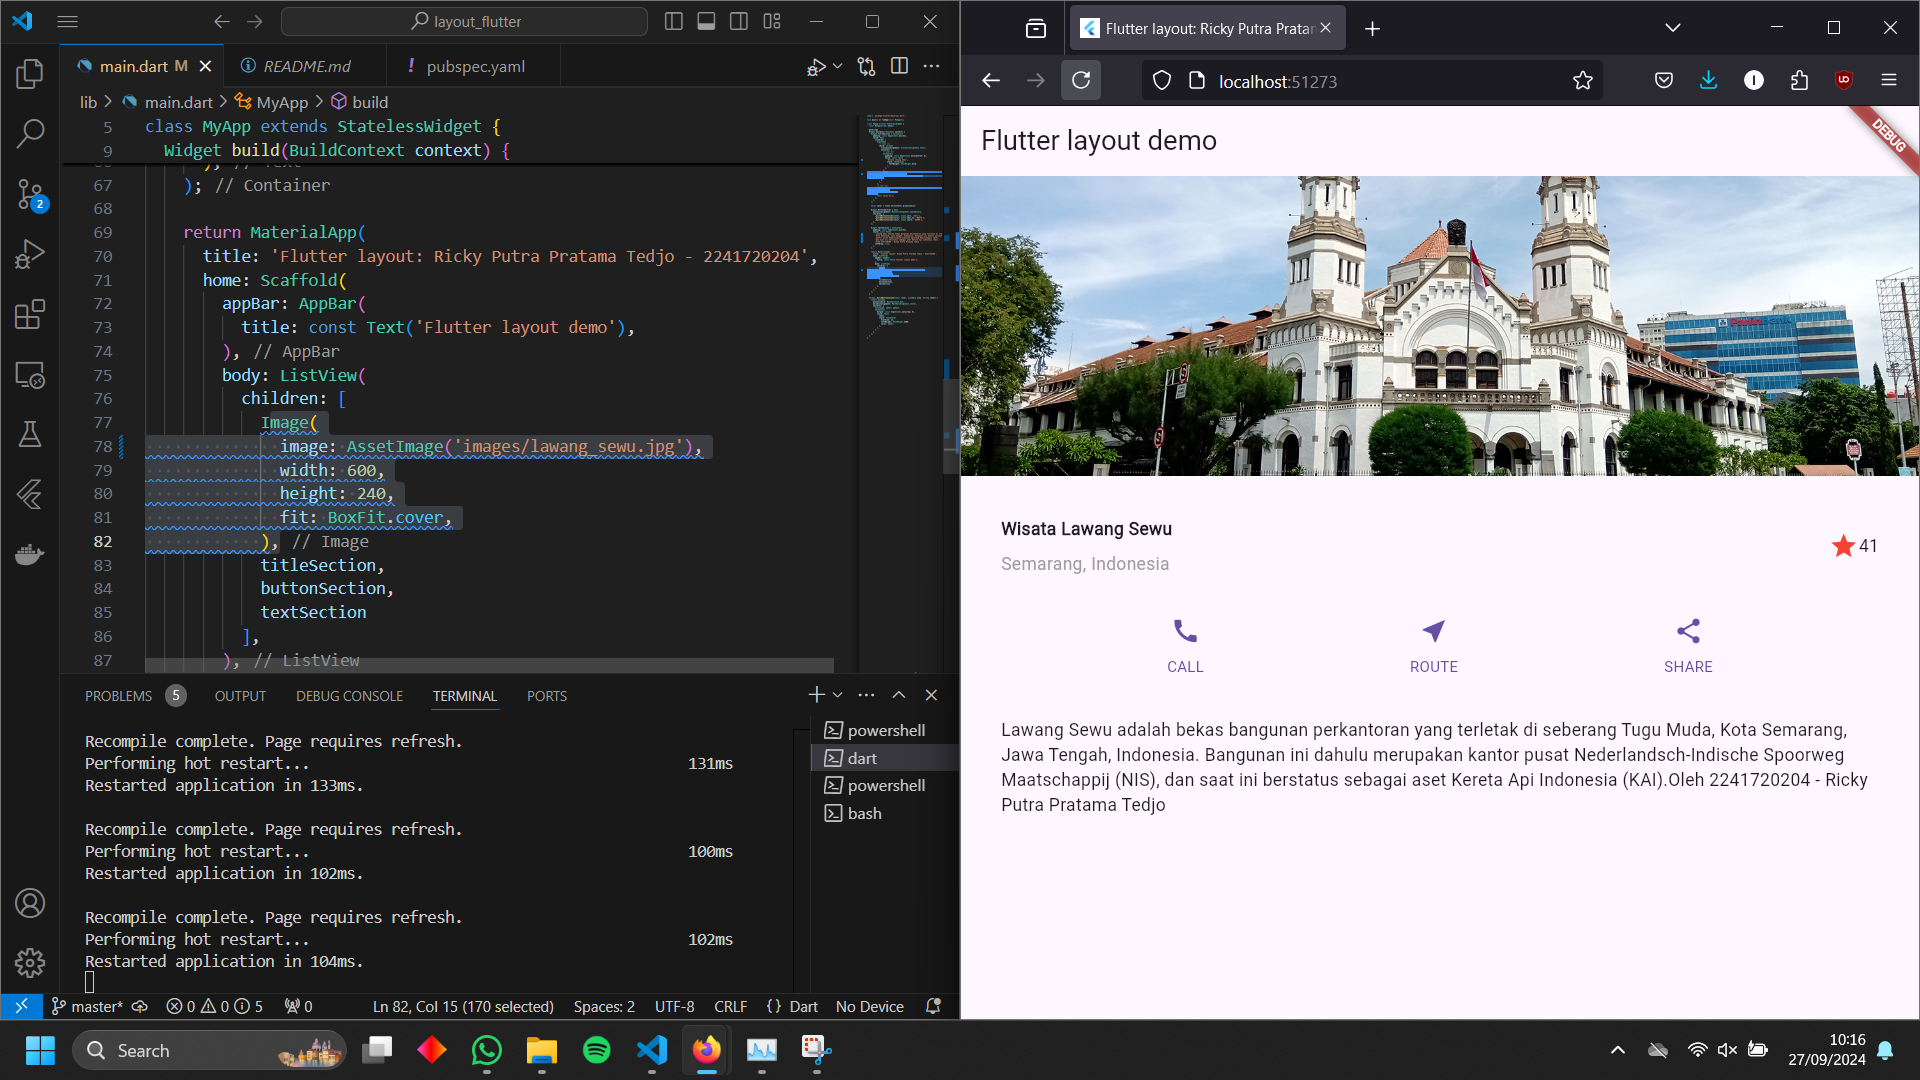 layout_flutter
main.dart M
README.md
! pubspec.yaml
lib > main.dart > MyApp > build
5 class MyApp extends StatelessWidget {
9 Widget build(BuildContext context) {
67 ); // Container
68
69 return MaterialApp(
70 title: 'Flutter layout: Ricky Putra Pratama Tedjo - 2241720204',
71 home: Scaffold(
72 appBar: AppBar(
73 title: const Text('Flutter layout demo'),
74 ), // AppBar
75 body: ListView(
76 children: [
77 Image(
78 image: AssetImage('images/lawang_sewu.jpg'),
79 width: 600,
80 height: 240,
81 fit: BoxFit.cover,
82 ), // Image
83 titleSection,
84 buttonSection,
85 textSection
86 ],
87 ), // ListView
2
PROBLEMS 5 OUTPUT DEBUG CONSOLE TERMINAL PORTS
Recompile complete. Page requires refresh.
Performing hot restart... 131ms
Restarted application in 133ms.
Recompile complete. Page requires refresh.
Performing hot restart... 100ms
Restarted application in 102ms.
Recompile complete. Page requires refresh.
Performing hot restart... 102ms
Restarted application in 104ms.
powershell
dart
powershell
bash
master* 0 0 5 0 Ln 82, Col 15 (170 selected) Spaces: 2 UTF-8 CRLF {} Dart No Device
Flutter layout: Ricky Putra Pratam
localhost:51273
Flutter layout demo
DEBUG
Wisata Lawang Sewu
Semarang, Indonesia
41
CALL
ROUTE
SHARE
Lawang Sewu adalah bekas bangunan perkantoran yang terletak di seberang Tugu Muda, Kota Semarang,
Jawa Tengah, Indonesia. Bangunan ini dahulu merupakan kantor pusat Nederlandsch-Indische Spoorweg
Maatschappij (NIS), dan saat ini berstatus sebagai aset Kereta Api Indonesia (KAI).Oleh 2241720204 - Ricky
Putra Pratama Tedjo
Search
10:16
27/09/2024